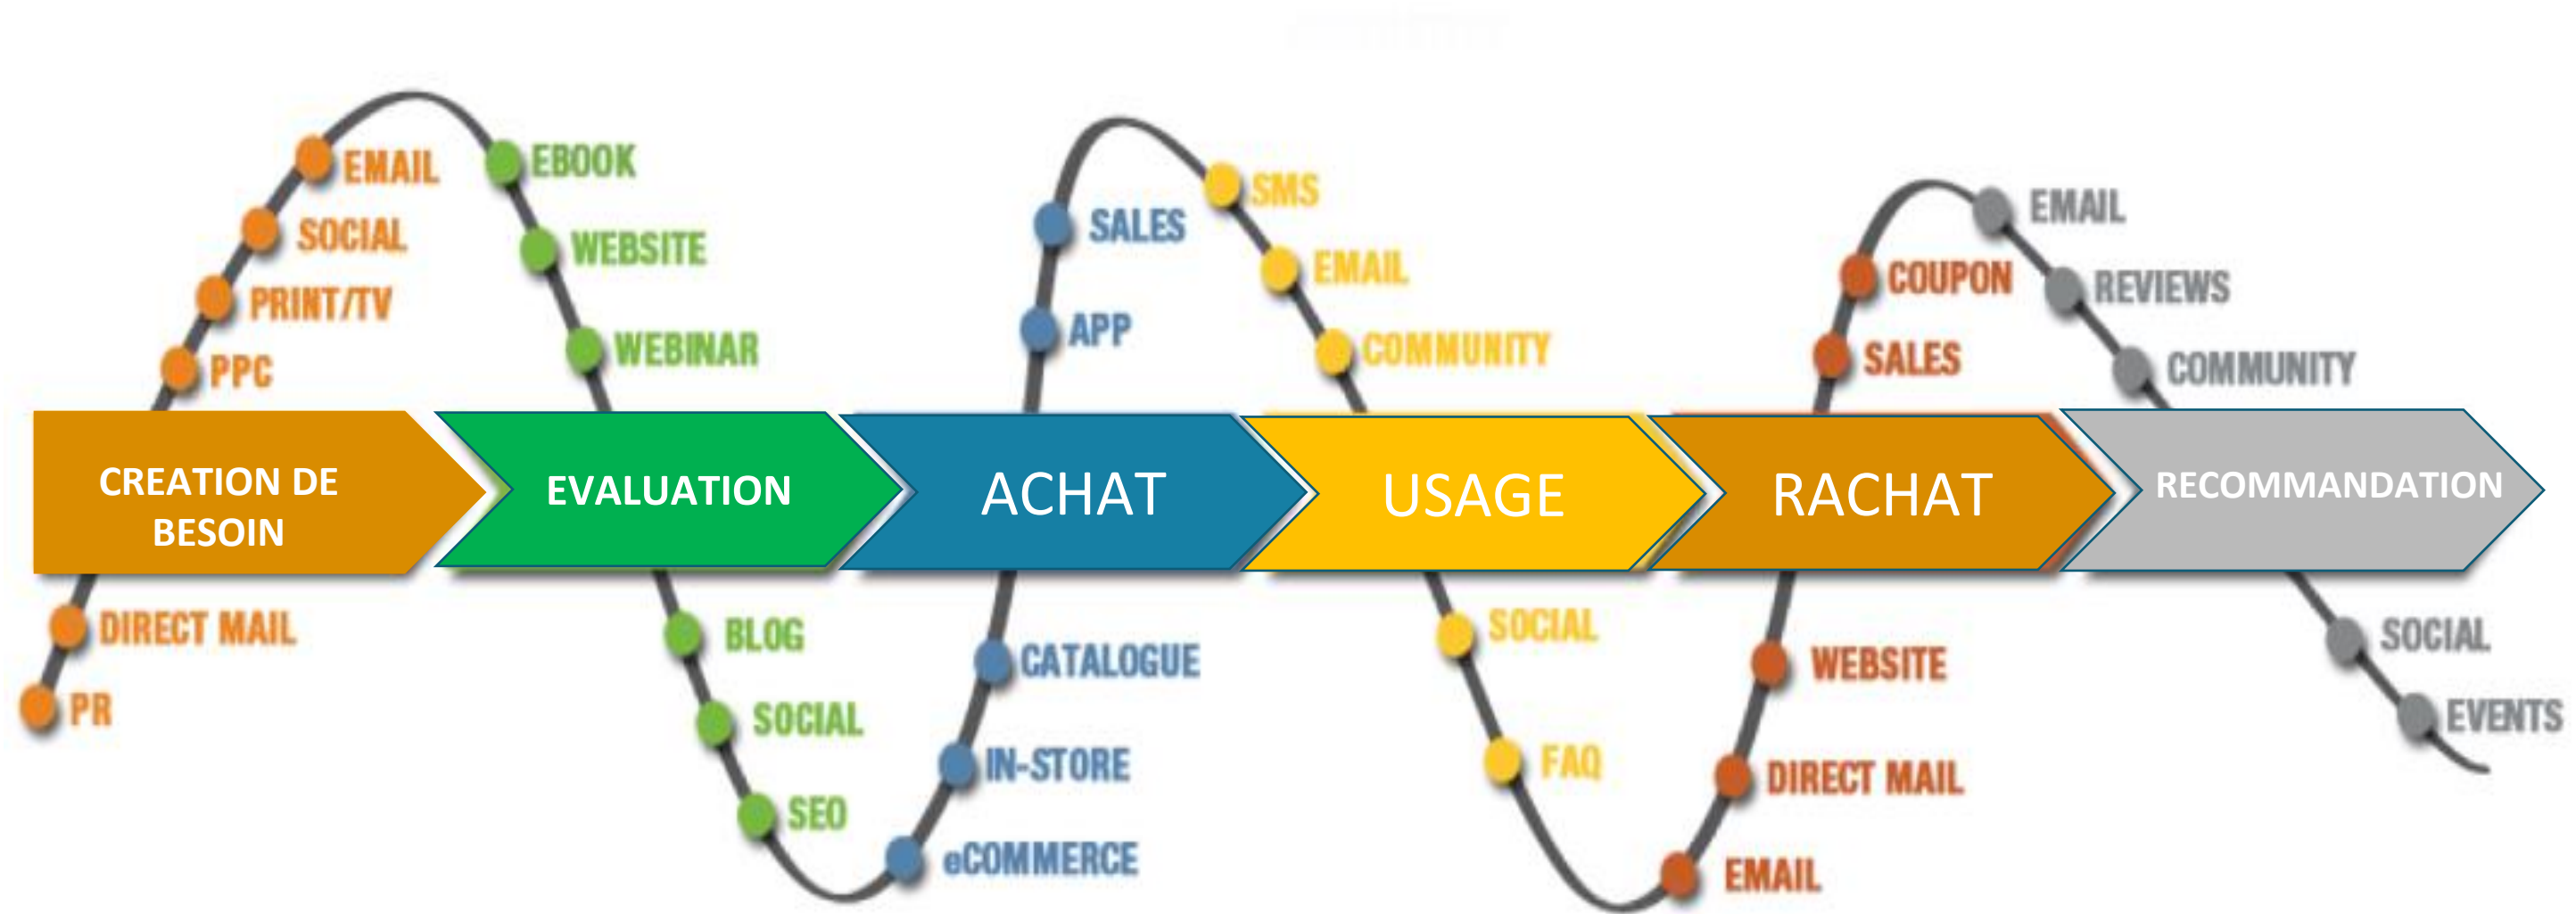 EMAIL
SOCIAL
PRINT/TV
PPC
CREATION DE
BESOIN
DIRECT MAIL
PR
EBOOK
WEBSITE
WEBINAR
EVALUATION
BLOG
SOCIAL
SEO
SALES
APP
ACHAT
CATALOGUE
IN-STORE
eCOMMERCE
SMS
EMAIL
COMMUNITY
USAGE
SOCIAL
FAQ
COUPON
SALES
RACHAT
WEBSITE
DIRECT MAIL
EMAIL
EMAIL
REVIEWS
COMMUNITY
RECOMMANDATION
SOCIAL
EVENTS